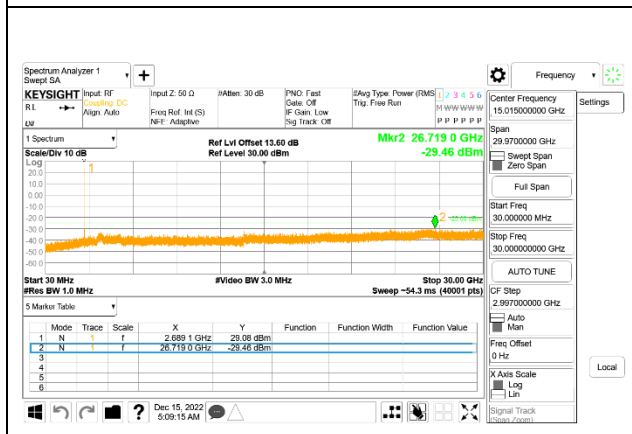 Spectrum Analyzer 1
Swept SA
+
Frequency
KEYSIGHT
RL
Input: RF
Coupling: DC
Align: Auto
Input Z: 50 Ω
Freq Ref: Int (S)
NFE: Adaptive
#Atten: 30 dB
PNO: Fast
Gate: Off
IF Gain: Low
Sig Track: Off
#Avg Type: Power (RMS
Trig: Free Run
1 2 3 4 5 6
M W W W W W
P P P P P P
Center Frequency
15.015000000 GHz
Settings
Span
29.9700000 GHz
Swept Span
Zero Span
Full Span
Start Freq
30.000000 MHz
Stop Freq
30.000000000 GHz
AUTO TUNE
CF Step
2.997000000 GHz
Auto
Man
Freq Offset
0 Hz
X Axis Scale
Log
Lin
Signal Track
(Span Zoom)
Local
1 Spectrum
Scale/Div 10 dB
Log
Ref Lvl Offset 13.60 dB
Ref Level 30.00 dBm
Mkr2 26.719 0 GHz
-29.46 dBm
1
2
20.0
10.0
0.00
-10.0
-20.0
-30.0
-40.0
-50.0
-60.0
Start 30 MHz
#Res BW 1.0 MHz
#Video BW 3.0 MHz
Stop 30.00 GHz
Sweep ~54.3 ms (40001 pts)
5 Marker Table
Mode Trace Scale X Y Function Function Width Function Value
1 N 1 f 2.689 1 GHz 29.08 dBm
2 N 1 f 26.719 0 GHz -29.46 dBm
3
4
5
6
?
Dec 15, 2022
5:09:15 AM